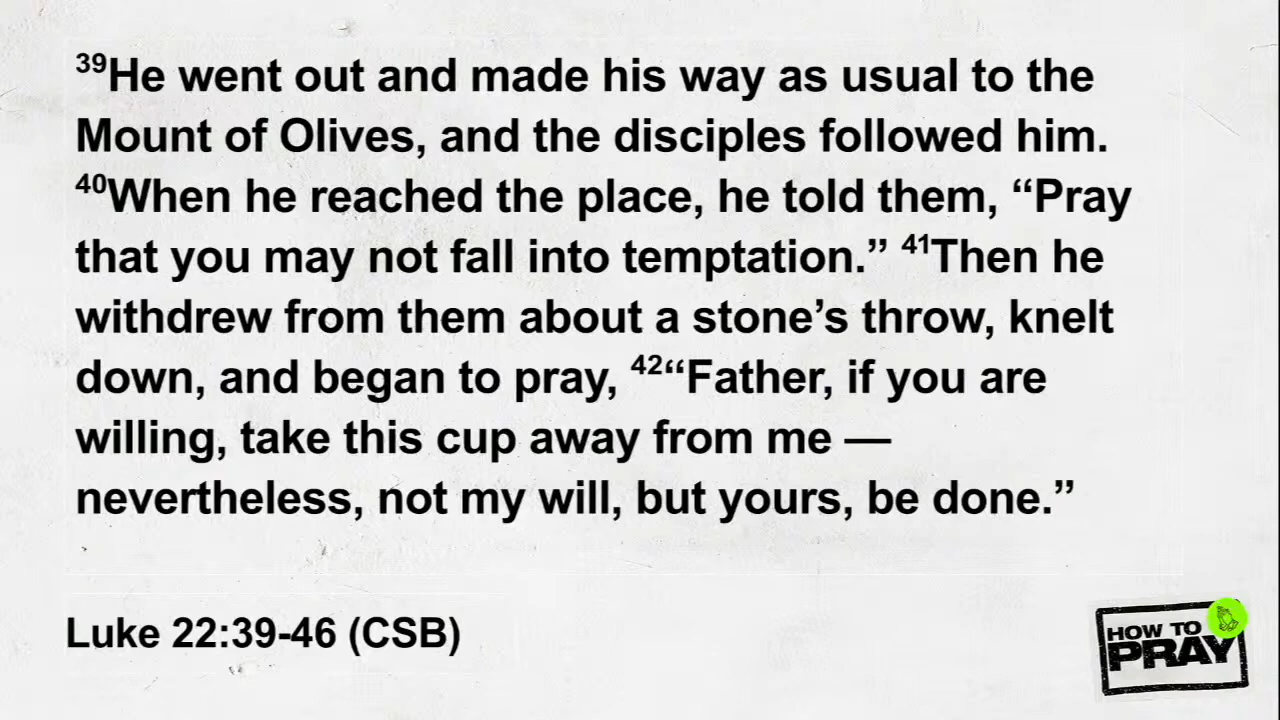 ³⁹He went out and made his way as usual to the
Mount of Olives, and the disciples followed him.
⁴⁰When he reached the place, he told them, “Pray
that you may not fall into temptation.” ⁴¹Then he
withdrew from them about a stone’s throw, knelt
down, and began to pray, ⁴²“Father, if you are
willing, take this cup away from me —
nevertheless, not my will, but yours, be done.”
Luke 22:39-46 (CSB)
HOW TO
PRAY